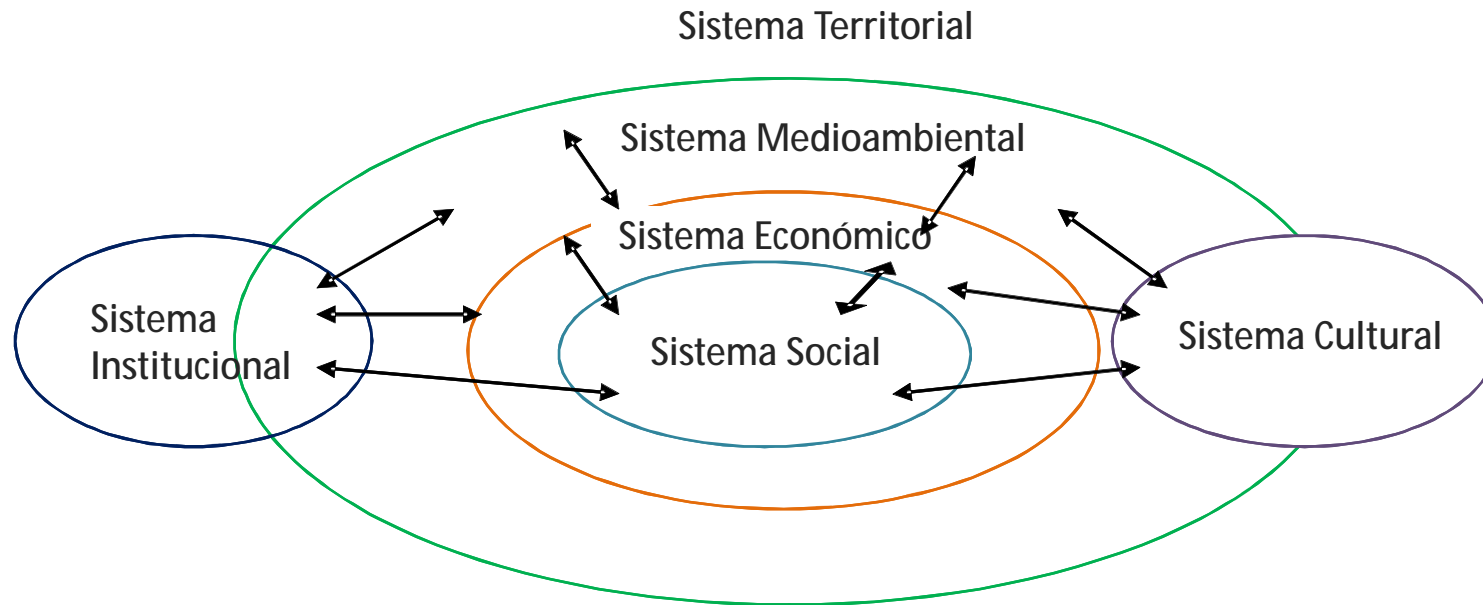 Sistema Territorial
Sistema Medioambiental
Sistema Económico
Sistema
Institucional
Sistema Social
Sistema Cultural